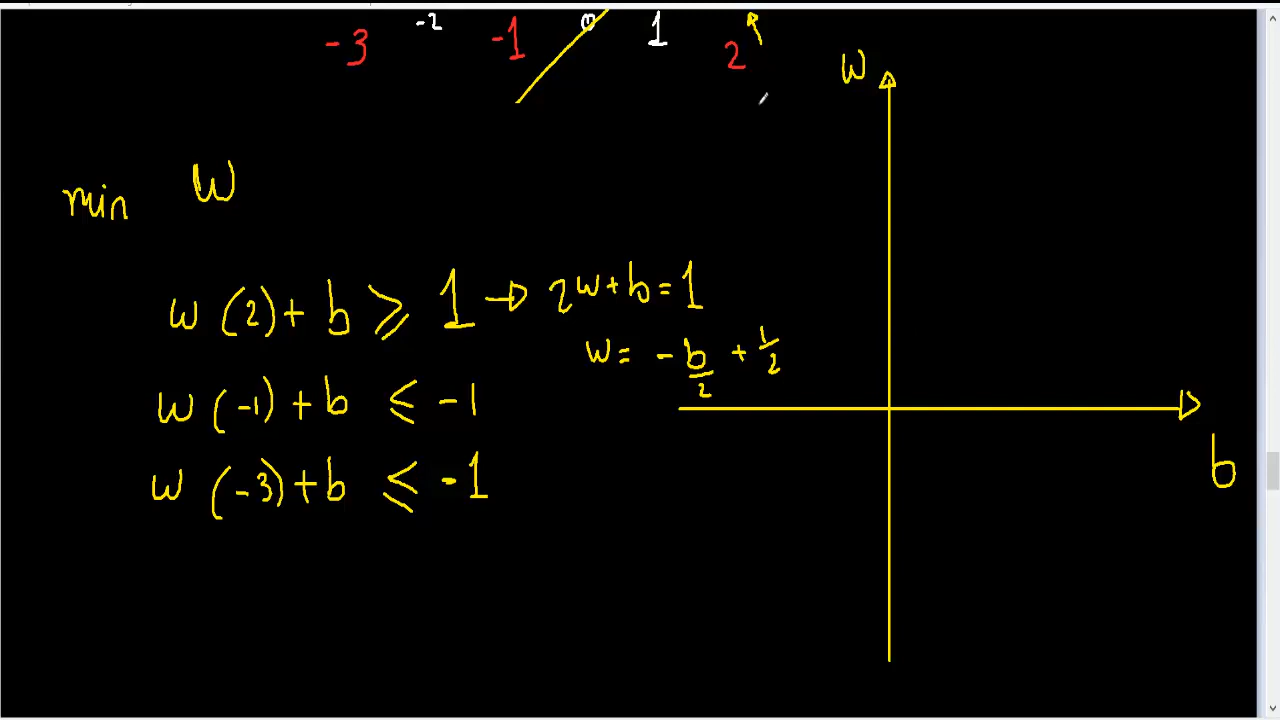 -3 -2 -1 0 1 2
w
min W
w (2) + b ⩾ 1 → 2w + b = 1
w = - b/2 + 1/2
w (-1) + b ≤ -1
w (-3) + b ≤ -1
b